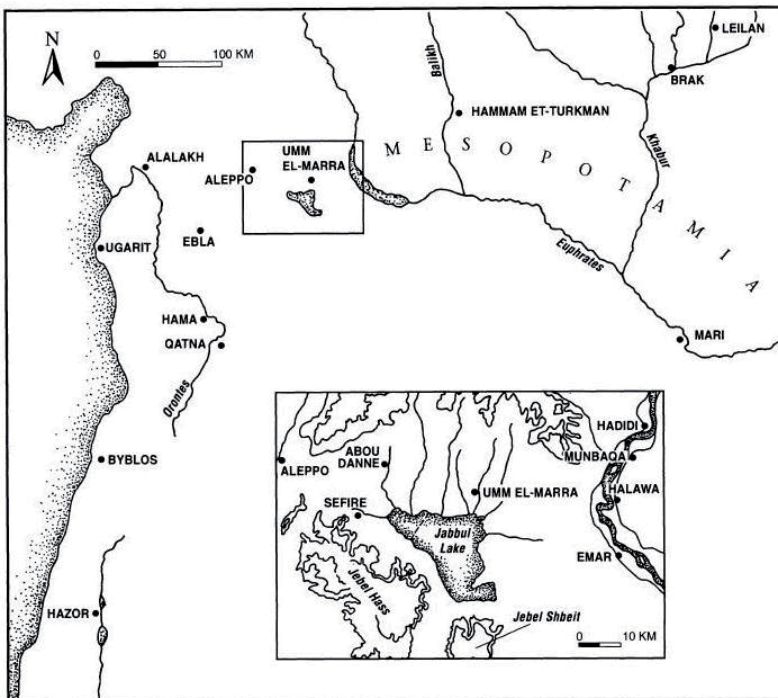 N
0 50 100 KM
LEILAN
BRAK
Balikh
HAMMAM ET-TURKMAN
Khabur
MESOPOTAMIA
UMM
EL-MARRA
ALALAKH
ALEPPO
EBLA
UGARIT
Euphrates
HAMA
QATNA
MARI
Orontes
BYBLOS
HAZOR
HADIDI
MUNBAQA
ABOU
DANNE
ALEPPO
UMM EL-MARRA
HALAWA
SEFIRE
Jabbul
Lake
EMAR
Jebel Hass
Jebel Shbeit
0 10 KM